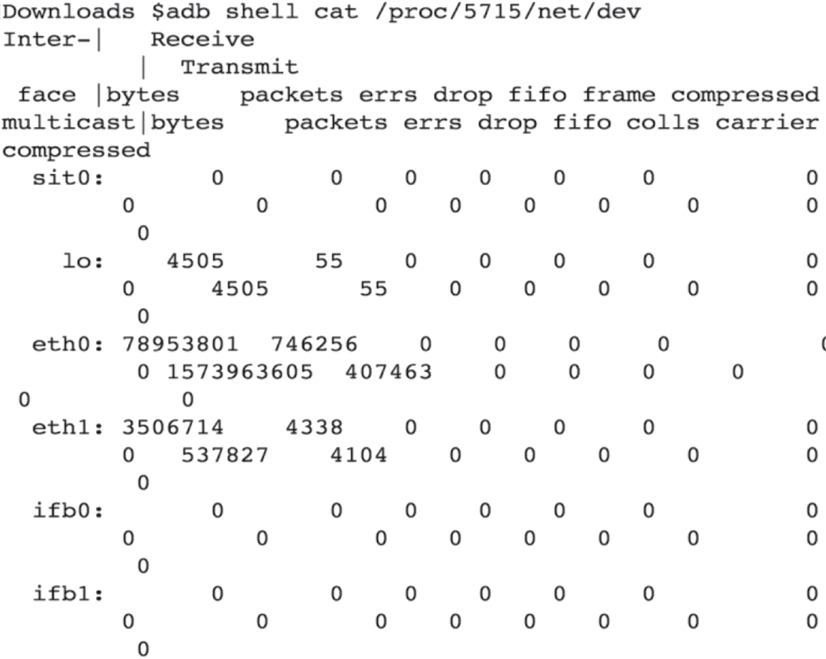 Downloads $adb shell cat /proc/5715/net/dev
Inter-|   Receive
         |  Transmit
 face |bytes    packets errs drop fifo frame compressed
multicast|bytes    packets errs drop fifo colls carrier
compressed
  sit0:       0       0    0    0    0     0          0
        0        0       0    0    0    0     0       0
         0
    lo:    4505      55    0    0    0     0          0
        0     4505      55    0    0    0     0       0
         0
  eth0: 78953801  746256    0    0    0     0          0
         0 1573963605  407463    0    0    0     0
 0          0
  eth1: 3506714    4338    0    0    0     0          0
        0   537827    4104    0    0    0     0       0
         0
  ifb0:       0       0    0    0    0     0          0
        0        0       0    0    0    0     0       0
         0
  ifb1:       0       0    0    0    0     0          0
        0        0       0    0    0    0     0       0
         0